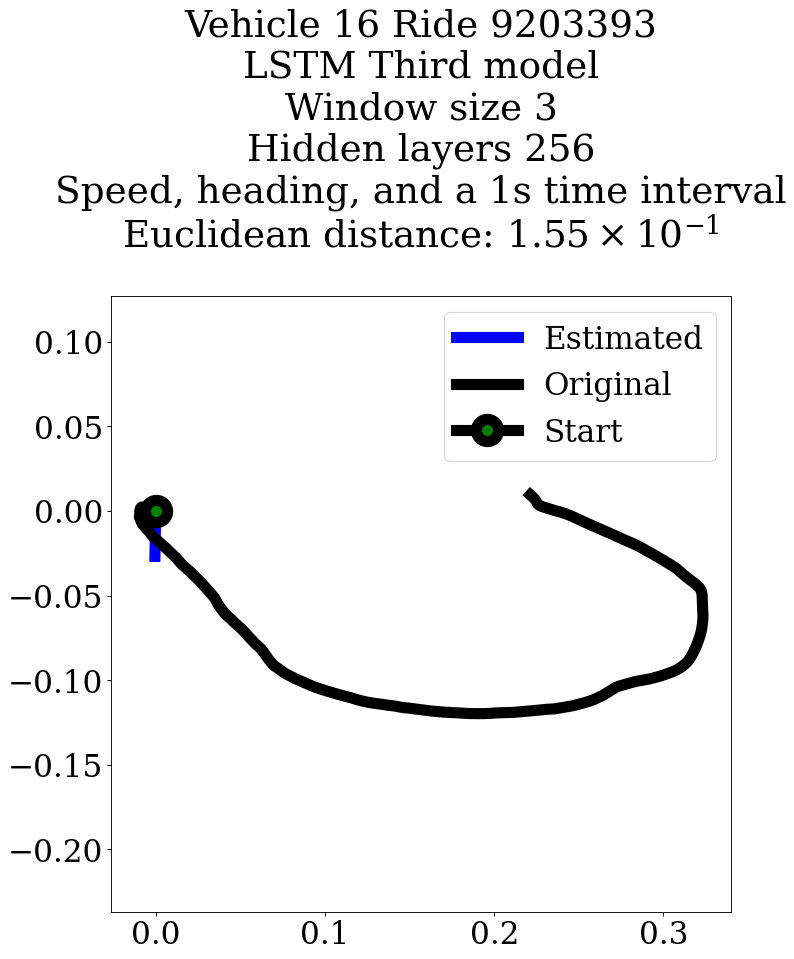 Vehicle 16 Ride 9203393
LSTM Third model
Window size 3
Hidden layers 256
Speed, heading, and a 1s time interval
Euclidean distance: 1.55 × 10⁻¹
Estimated
Original
Start
0.10
0.05
0.00
−0.05
−0.10
−0.15
−0.20
0.0 0.1 0.2 0.3